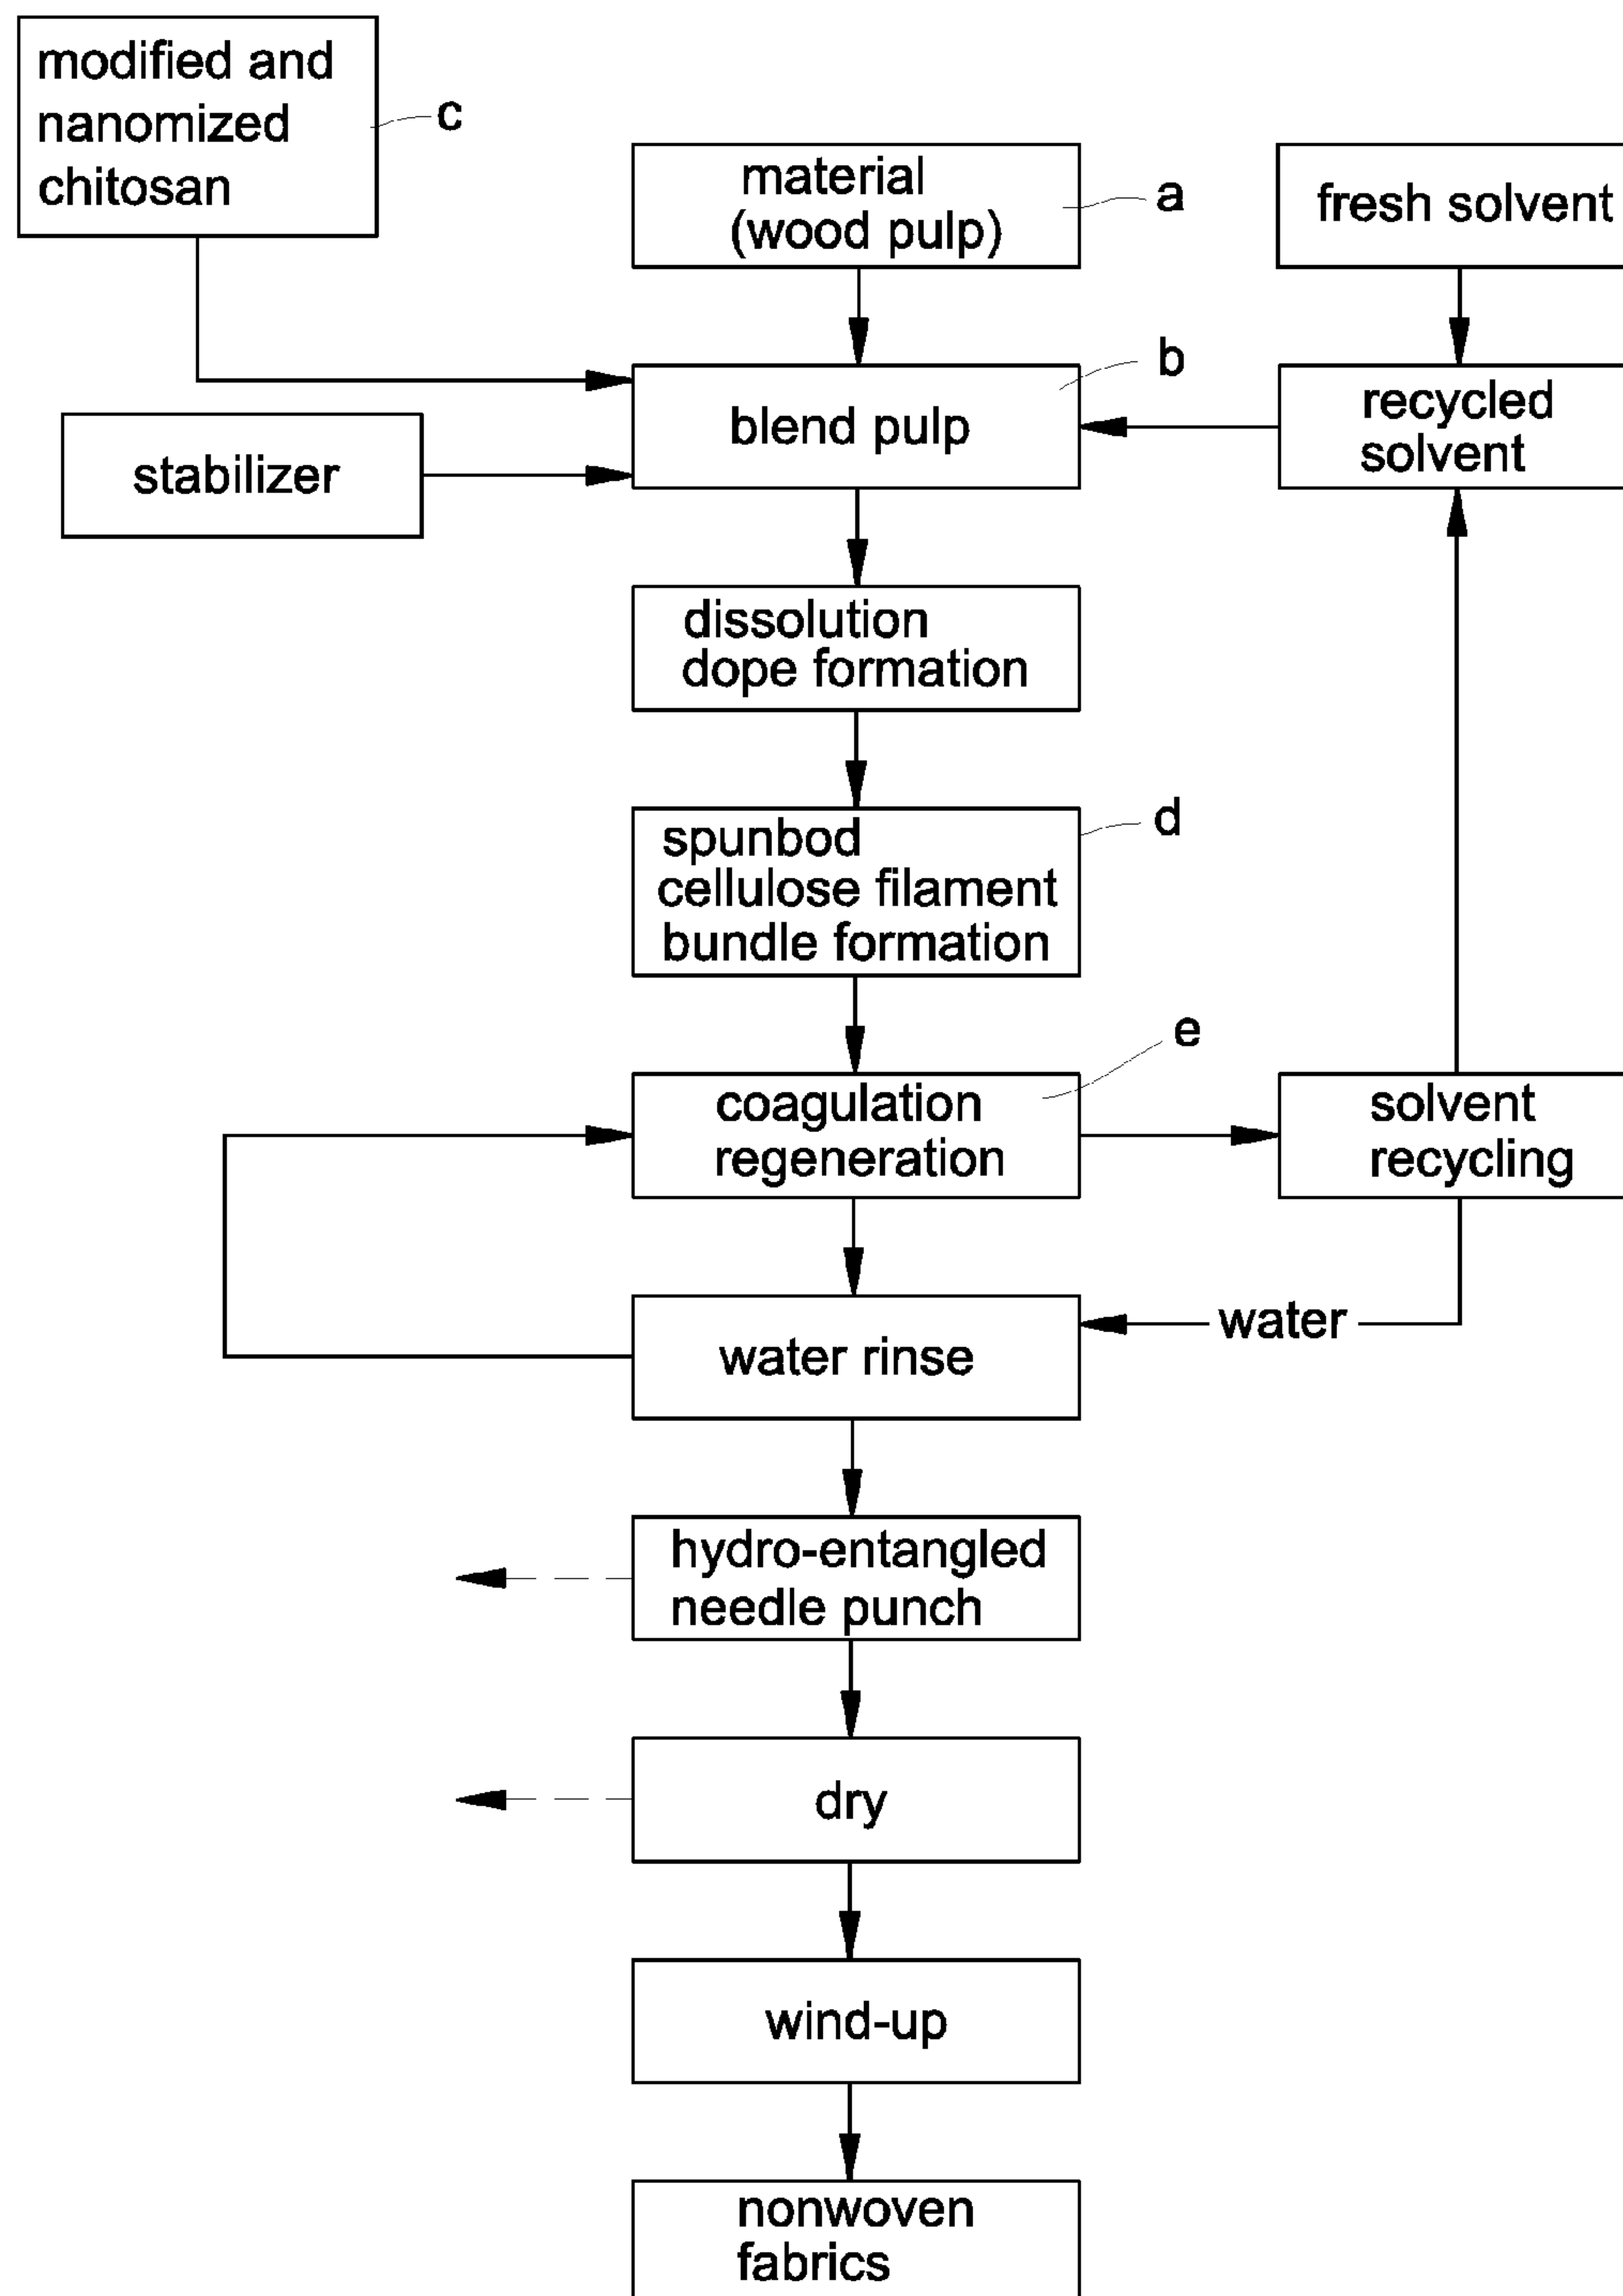 modified and
nanomized
chitosan
c
material
(wood pulp)
a
fresh solvent
b
blend pulp
recycled
solvent
stabilizer
dissolution
dope formation
spunbod
cellulose filament
bundle formation
d
e
coagulation
regeneration
solvent
recycling
water
water rinse
hydro-entangled
needle punch
dry
wind-up
nonwoven
fabrics